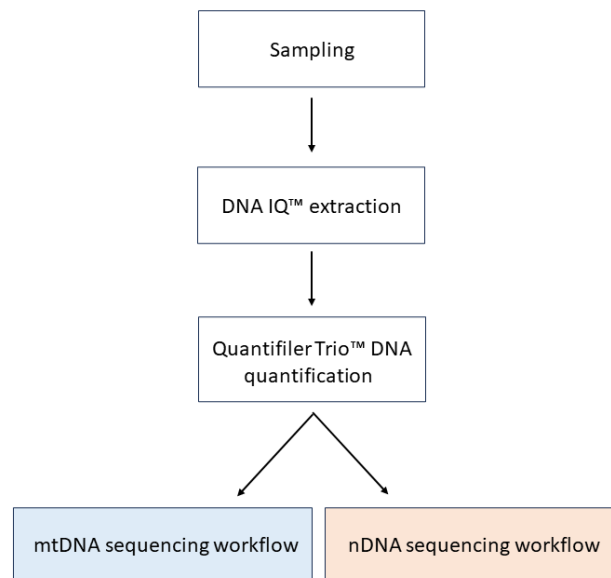 Sampling
DNA IQ™ extraction
Quantifiler Trio™ DNA
quantification
mtDNA sequencing workflow
nDNA sequencing workflow